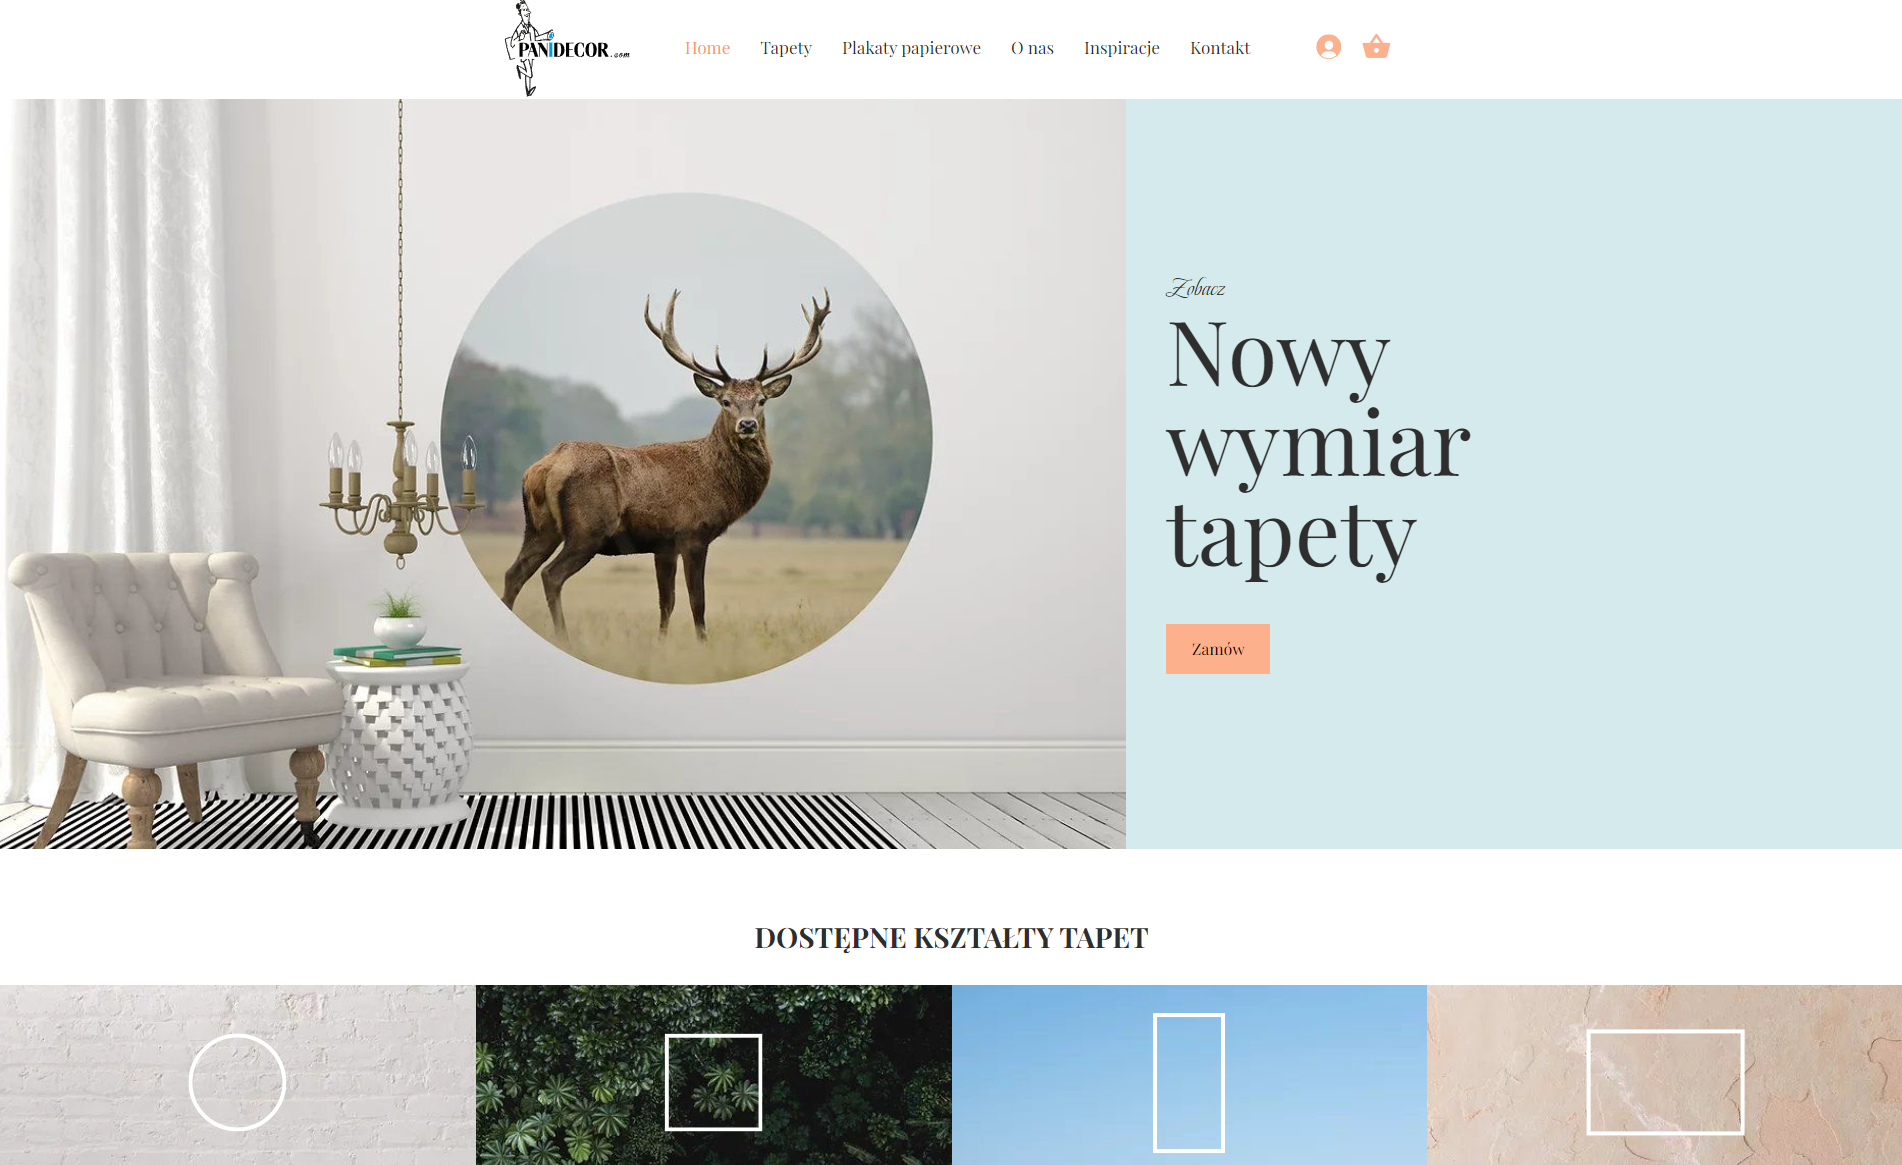 PANIDECOR.com
Home Tapety Plakaty papierowe O nas Inspiracje Kontakt
Zobacz
Nowy
wymiar
tapety
Zamów
DOSTĘPNE KSZTAŁTY TAPET